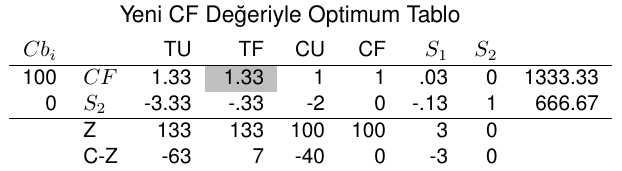 Yeni CF Değeriyle Optimum Tablo
Cb_i TU TF CU CF S_1 S_2
100 CF 1.33 1.33 1 1 .03 0 1333.33
0 S_2 -3.33 -.33 -2 0 -.13 1 666.67
Z 133 133 100 100 3 0
C-Z -63 7 -40 0 -3 0